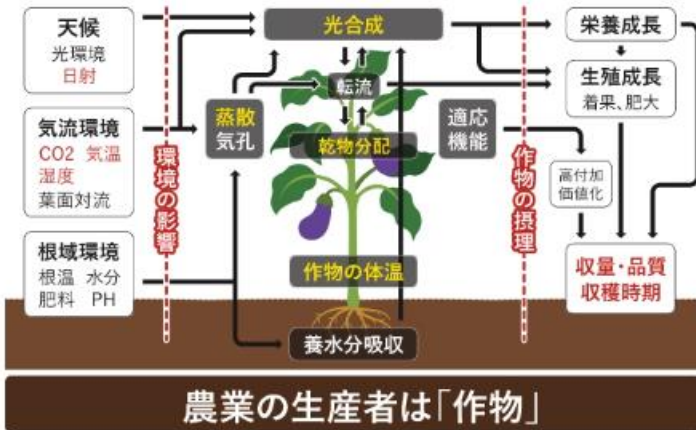 天候
光環境
日射
気流環境
CO2 気温
湿度
葉面対流
根域環境
根温 水分
肥料 PH
環境の影響
光合成
転流
蒸散
気孔
乾物分配
適応
機能
作物の体温
養水分吸収
作物の摂理
栄養成長
生殖成長
着果、肥大
高付加
価値化
収量・品質
収穫時期
農業の生産者は「作物」